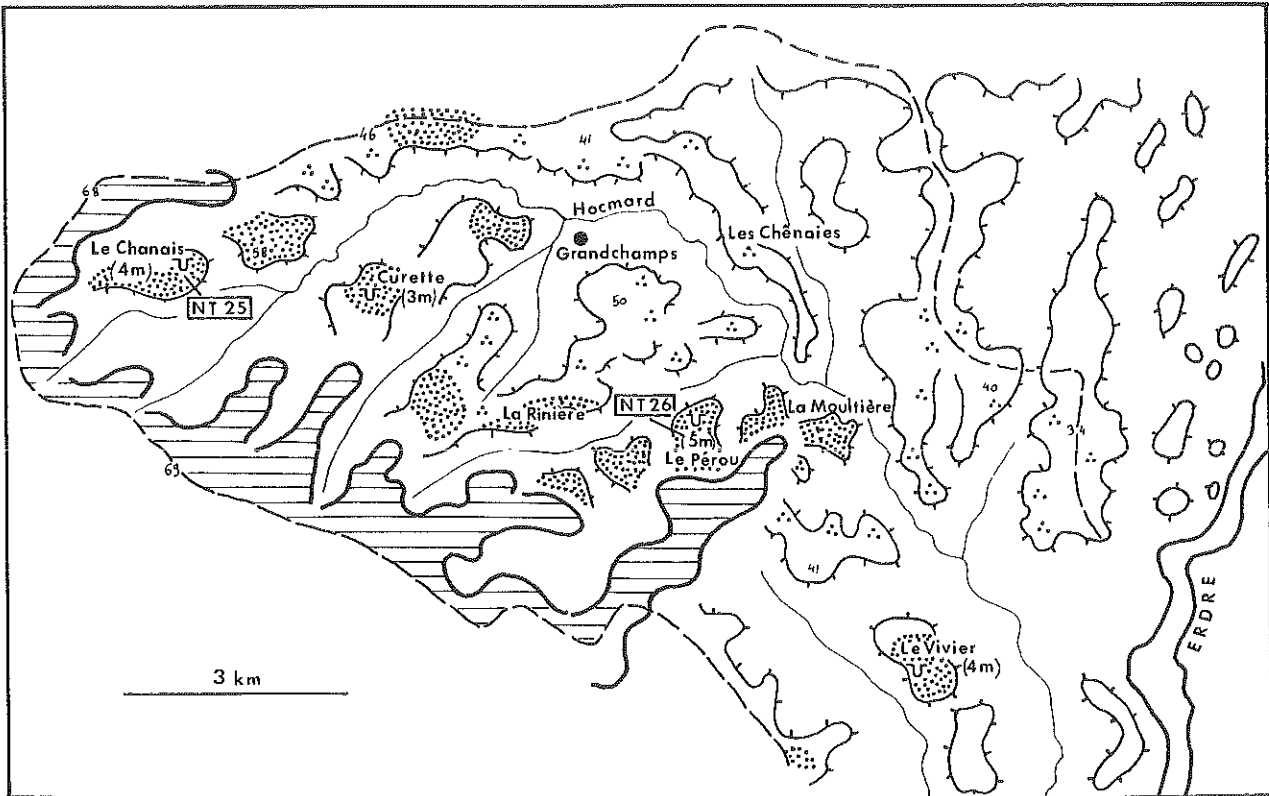 46
41
68
Hocmard
Les Chênaies
Le Chanais
(4m)
58
Grandchamps
Curette
(3m)
NT 25
50
40
La Rinière
NT 26
La Moultière
34
(5m)
Le Pérou
69
41
ERDRE
Le Vivier
(4m)
3 km